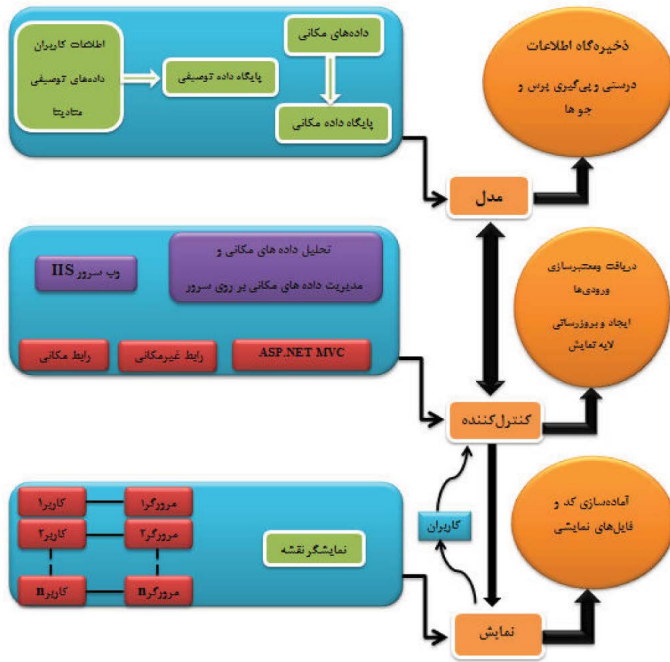 ذخیره‌گاه اطلاعات
درستی و پی‌گیری پرس و
جو ها
داده‌های مکانی
پایگاه داده مکانی
پایگاه داده توصیفی
اطلاعات کاربران
داده‌های توصیفی
متادیتا
مدل
دریافت ومعتبرسازی
ورودی‌ها
ایجاد و بروزرسانی
لایه نمایش
تحلیل داده های مکانی و
مدیریت داده های مکانی بر روی سرور
وب سرور IIS
ASP.NET MVC
رابط غیرمکانی
رابط مکانی
کنترل‌کننده
آماده‌سازی کد و
فایل‌های نمایشی
کاربران
نمایشگر نقشه
مرورگر۱
کاربر۱
مرورگر۲
کاربر۲
مرورگرn
کاربرn
نمایش